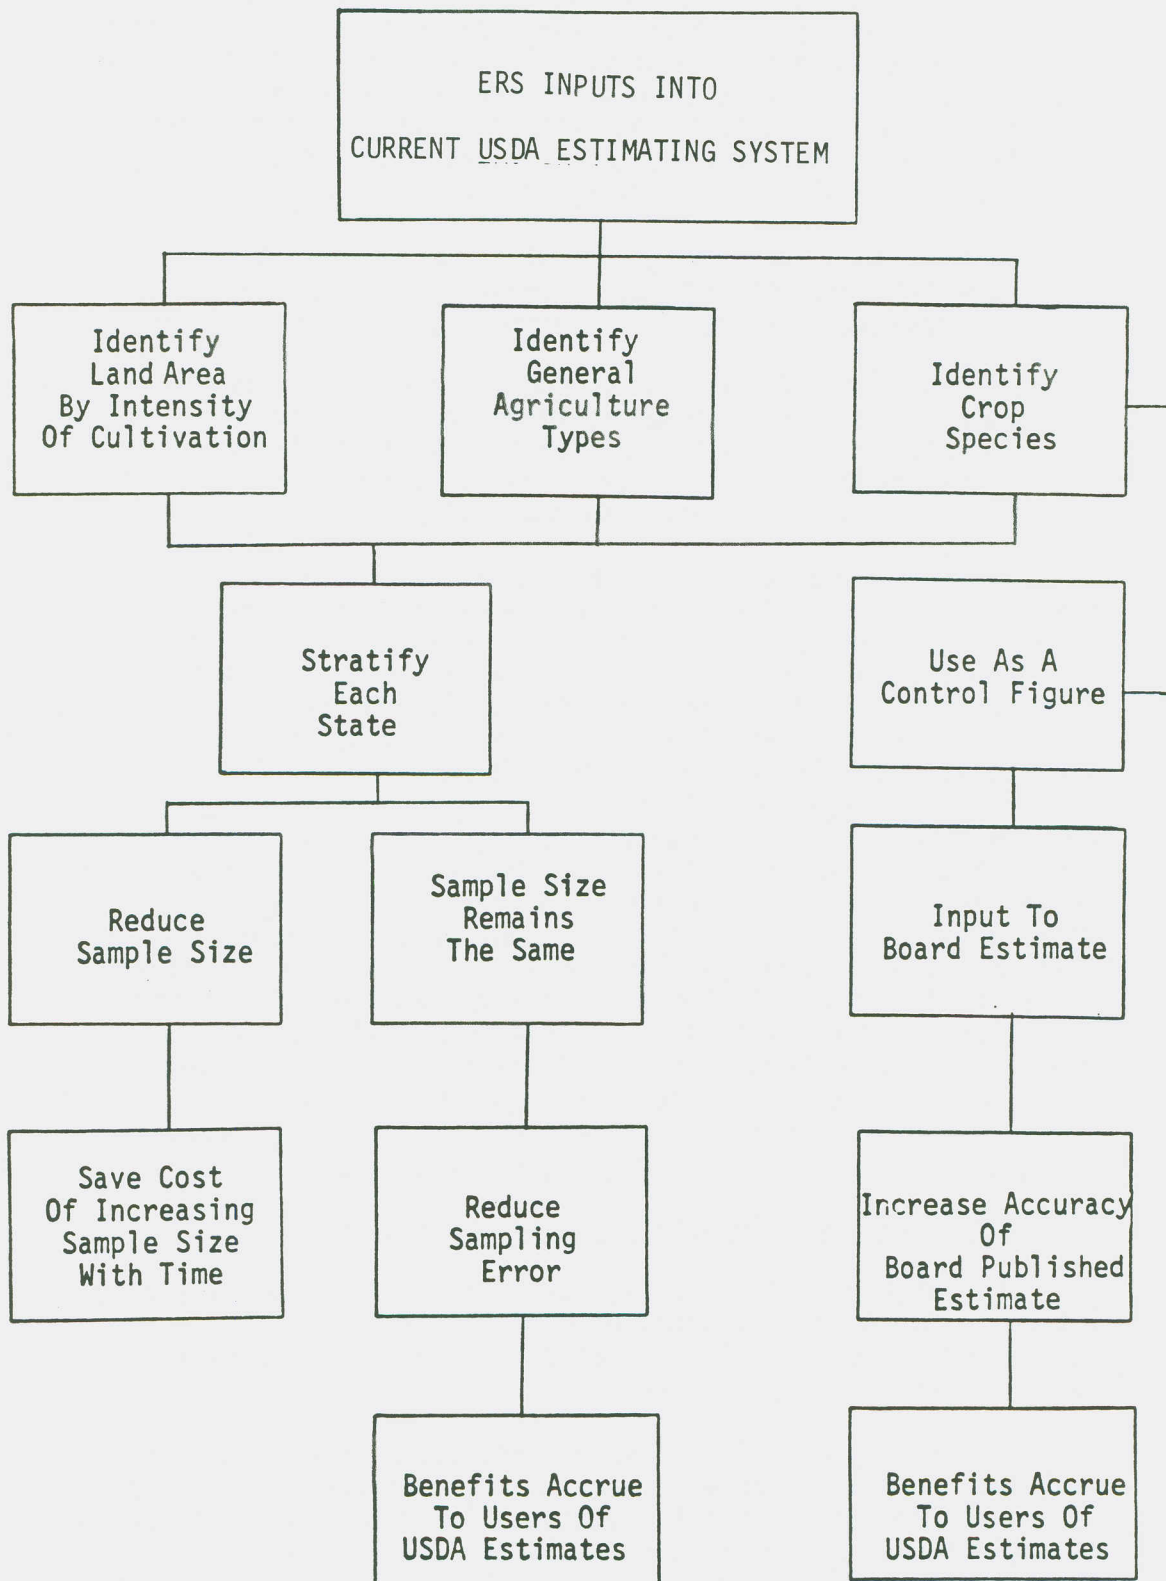 ERS INPUTS INTO
CURRENT USDA ESTIMATING SYSTEM
Identify
Land Area
By Intensity
Of Cultivation
Identify
General
Agriculture
Types
Identify
Crop
Species
Stratify
Each
State
Use As A
Control Figure
Reduce
Sample Size
Sample Size
Remains
The Same
Input To
Board Estimate
Save Cost
Of Increasing
Sample Size
With Time
Reduce
Sampling
Error
Increase Accuracy
Of
Board Published
Estimate
Benefits Accrue
To Users Of
USDA Estimates
Benefits Accrue
To Users Of
USDA Estimates